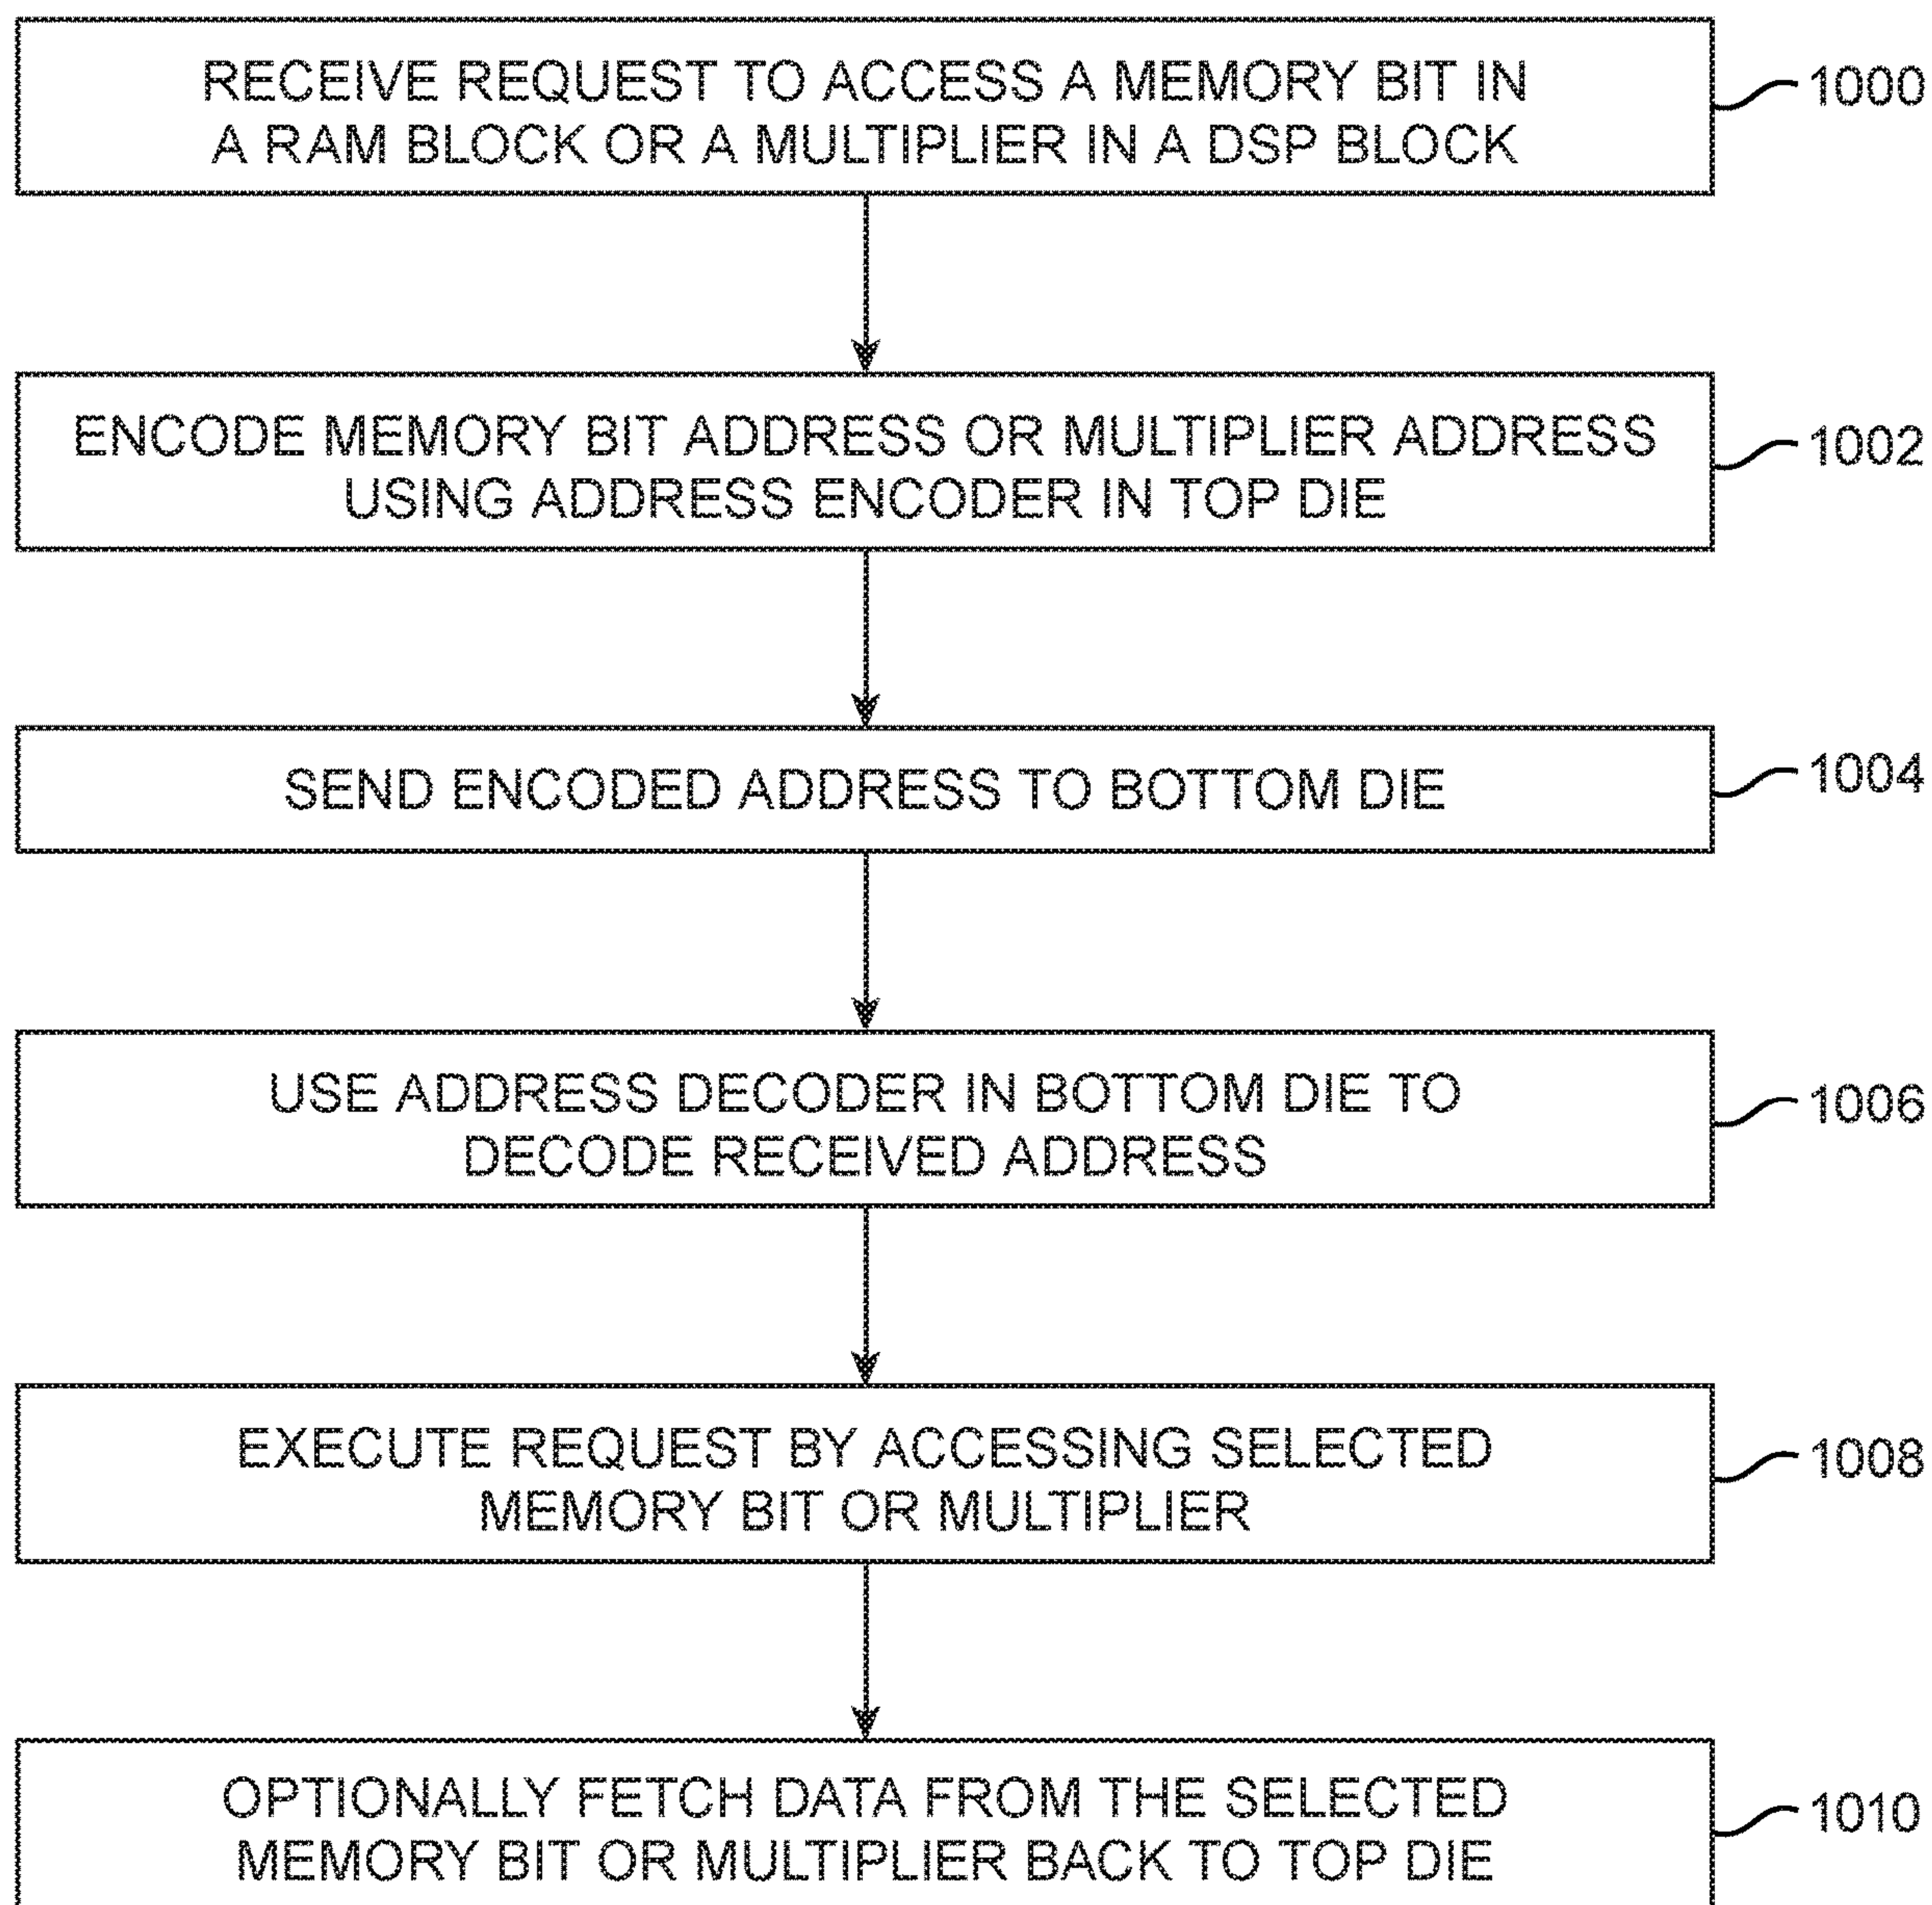 RECEIVE REQUEST TO ACCESS A MEMORY BIT IN
A RAM BLOCK OR A MULTIPLIER IN A DSP BLOCK
1000
ENCODE MEMORY BIT ADDRESS OR MULTIPLIER ADDRESS
USING ADDRESS ENCODER IN TOP DIE
1002
SEND ENCODED ADDRESS TO BOTTOM DIE
1004
USE ADDRESS DECODER IN BOTTOM DIE TO
DECODE RECEIVED ADDRESS
1006
EXECUTE REQUEST BY ACCESSING SELECTED
MEMORY BIT OR MULTIPLIER
1008
OPTIONALLY FETCH DATA FROM THE SELECTED
MEMORY BIT OR MULTIPLIER BACK TO TOP DIE
1010